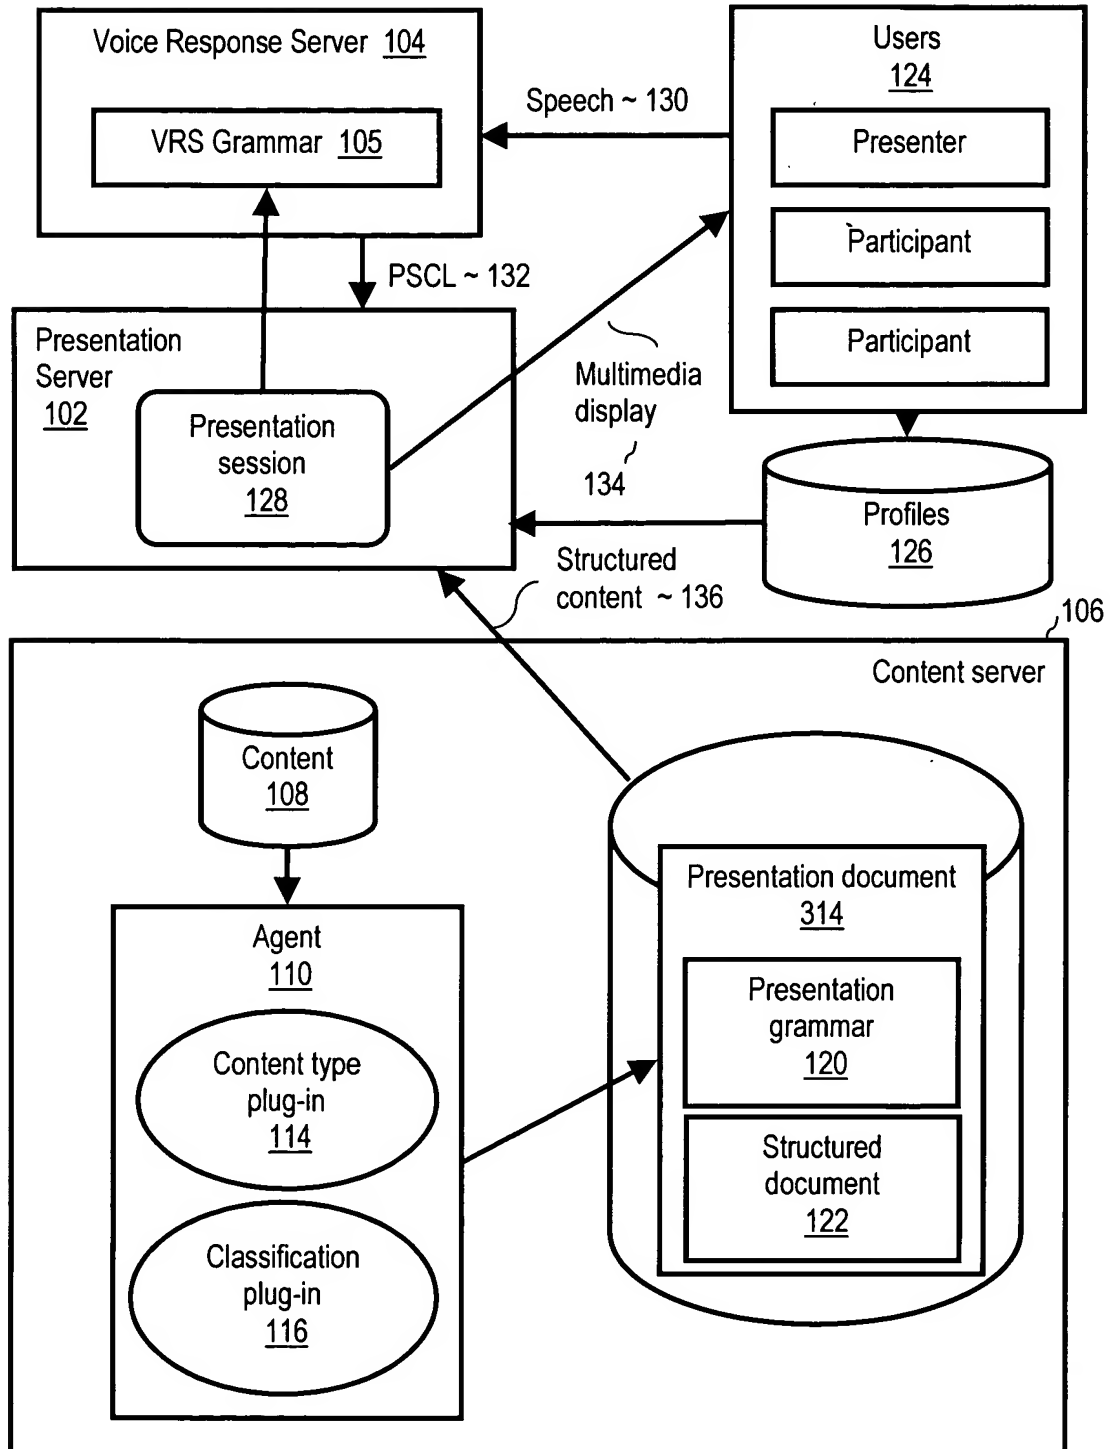 Voice Response Server 104
VRS Grammar 105
Speech ~ 130
Users
124
Presenter
Participant
Participant
PSCL ~ 132
Presentation
Server
102
Presentation
session
128
Multimedia
display
134
Profiles
126
Structured
content ~ 136
106
Content server
Content
108
Agent
110
Content type
plug-in
114
Classification
plug-in
116
Presentation document
314
Presentation
grammar
120
Structured
document
122